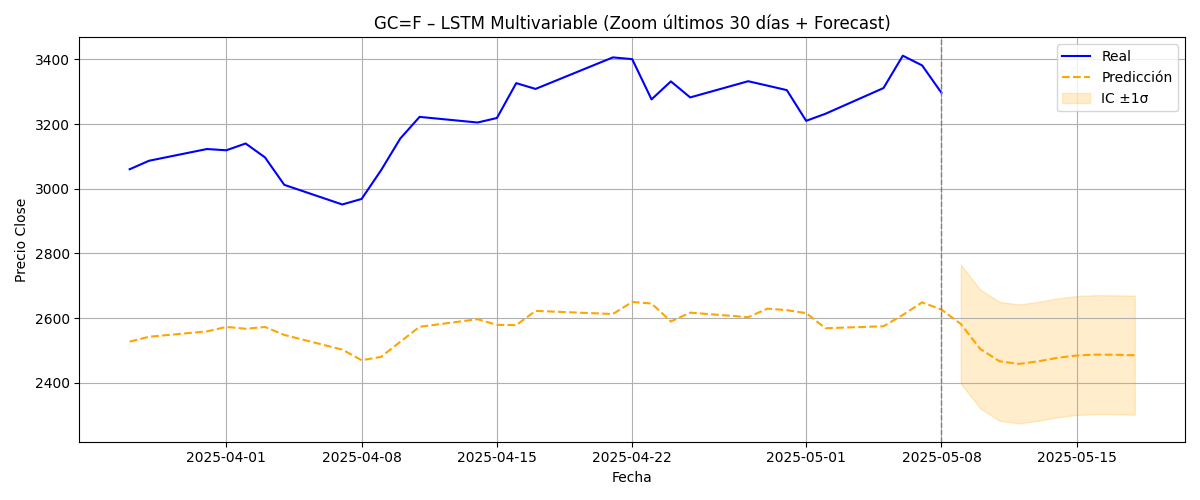 GC=F – LSTM Multivariable (Zoom últimos 30 días + Forecast)
Real
Predicción
IC ±1σ
Precio Close
3400
3200
3000
2800
2600
2400
2025-04-01
2025-04-08
2025-04-15
2025-04-22
2025-05-01
2025-05-08
2025-05-15
Fecha